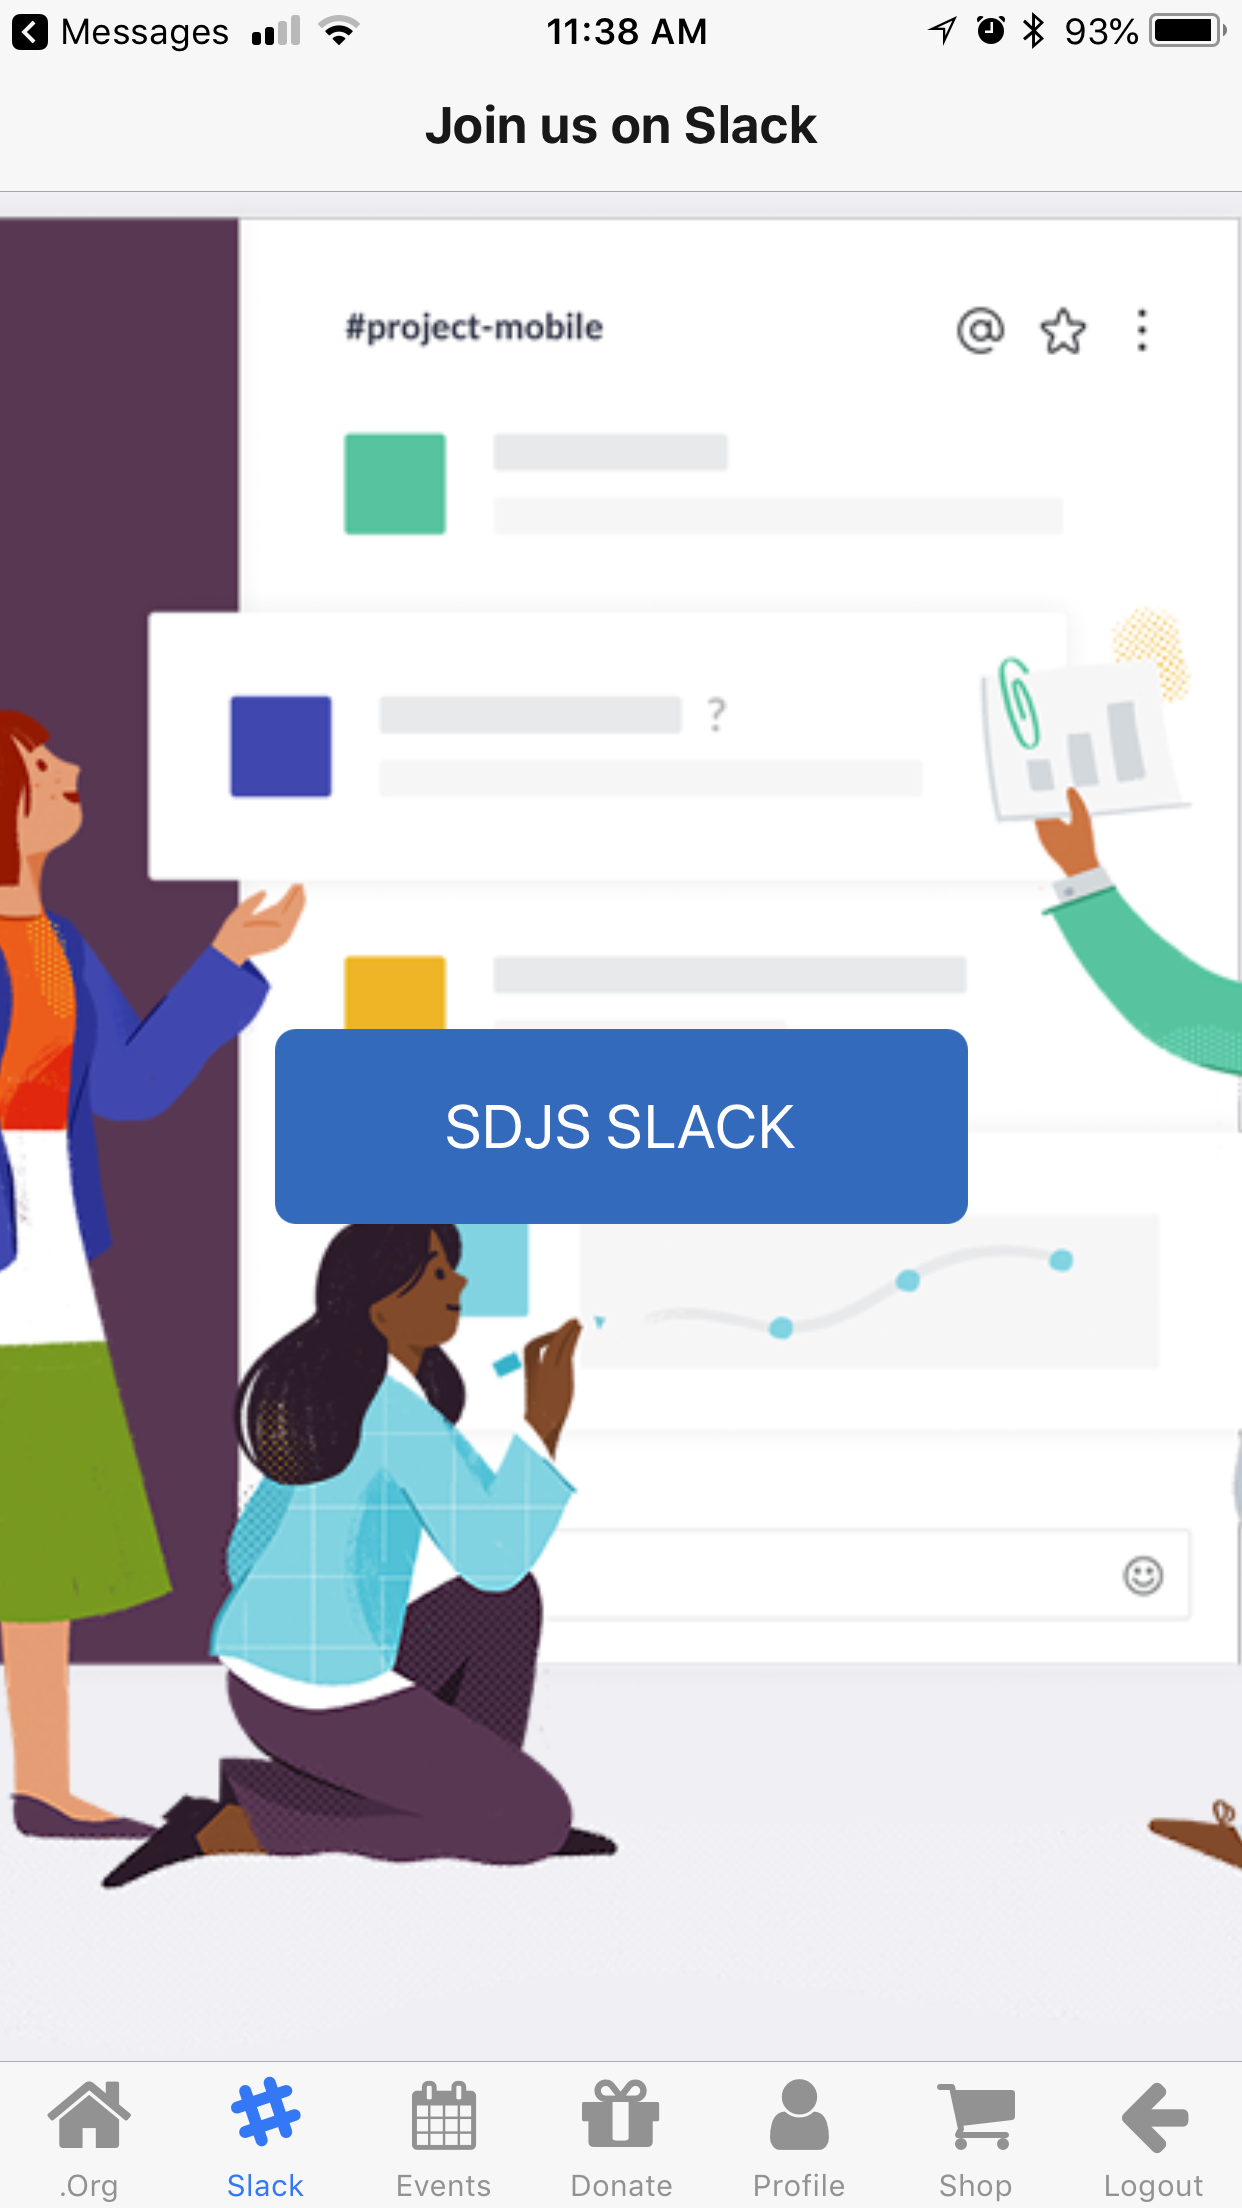 Messages 11:38 AM 93%
Join us on Slack
#project-mobile
?
SDJS SLACK
.Org Slack Events Donate Profile Shop Logout